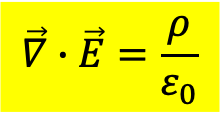 ∇⃗ · E⃗ = ρ/ε₀